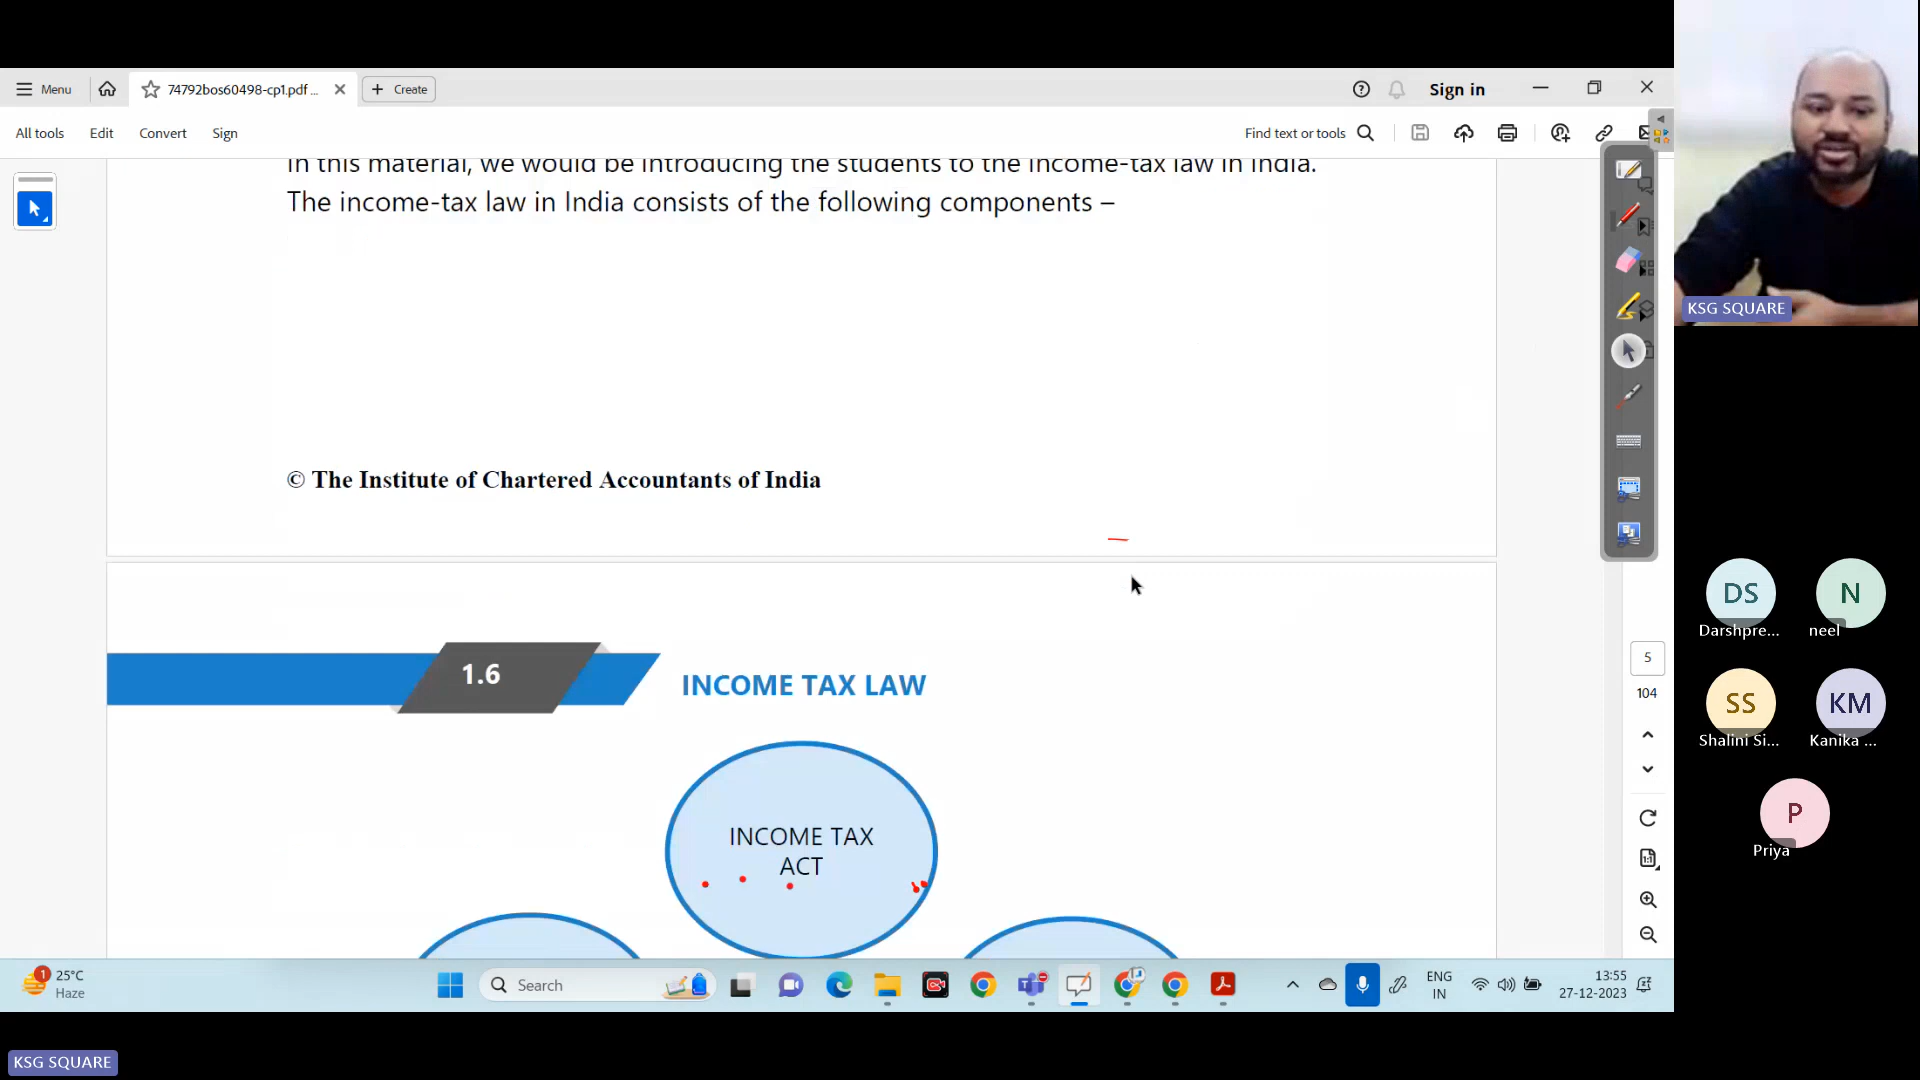 Menu
74792bos60498-cp1.pdf ...
Create
Sign in
All tools
Edit
Convert
Sign
Find text or tools
In this material, we would be introducing the students to the income-tax law in India.
The income-tax law in India consists of the following components –
© The Institute of Chartered Accountants of India
1.6
INCOME TAX LAW
INCOME TAX
ACT
5
104
1:1
KSG SQUARE
DS
Darshpre...
N
neel
SS
Shalini Si...
KM
Kanika ...
P
Priya
1
25°C
Haze
Search
ENG
IN
13:55
27-12-2023
KSG SQUARE